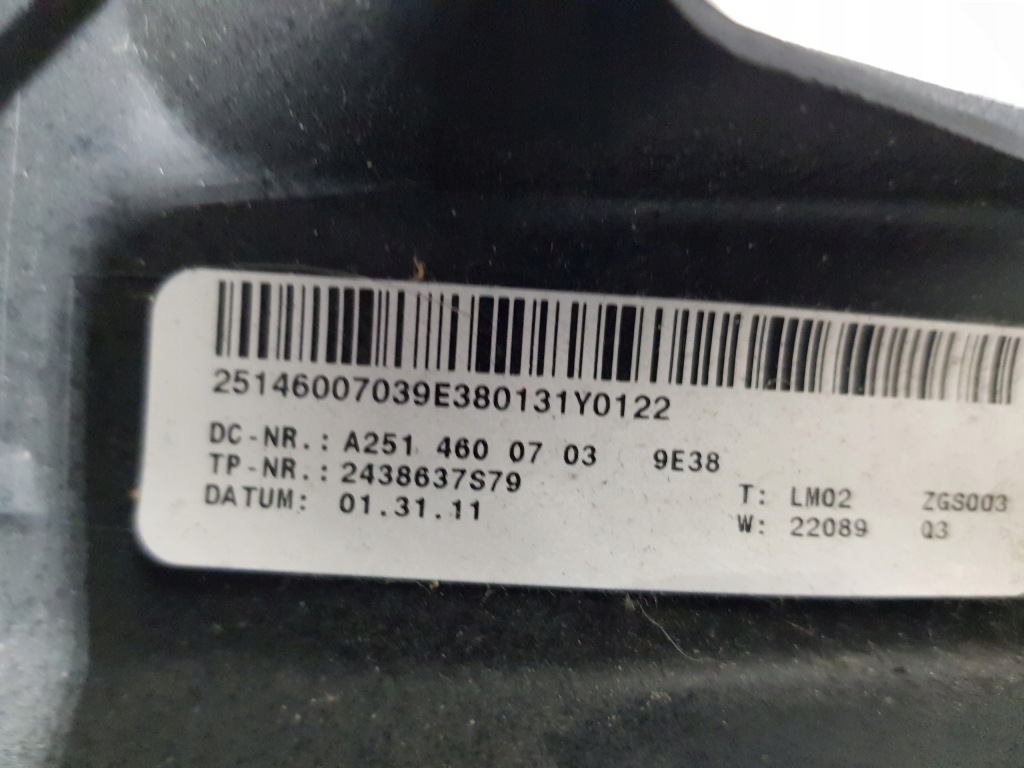 25146007039E380131Y0122
DC-NR.: A251 460 07 03 9E38
TP-NR.: 2438637S79
DATUM: 01.31.11
T: LM02 ZGS003
W: 22089 Q3